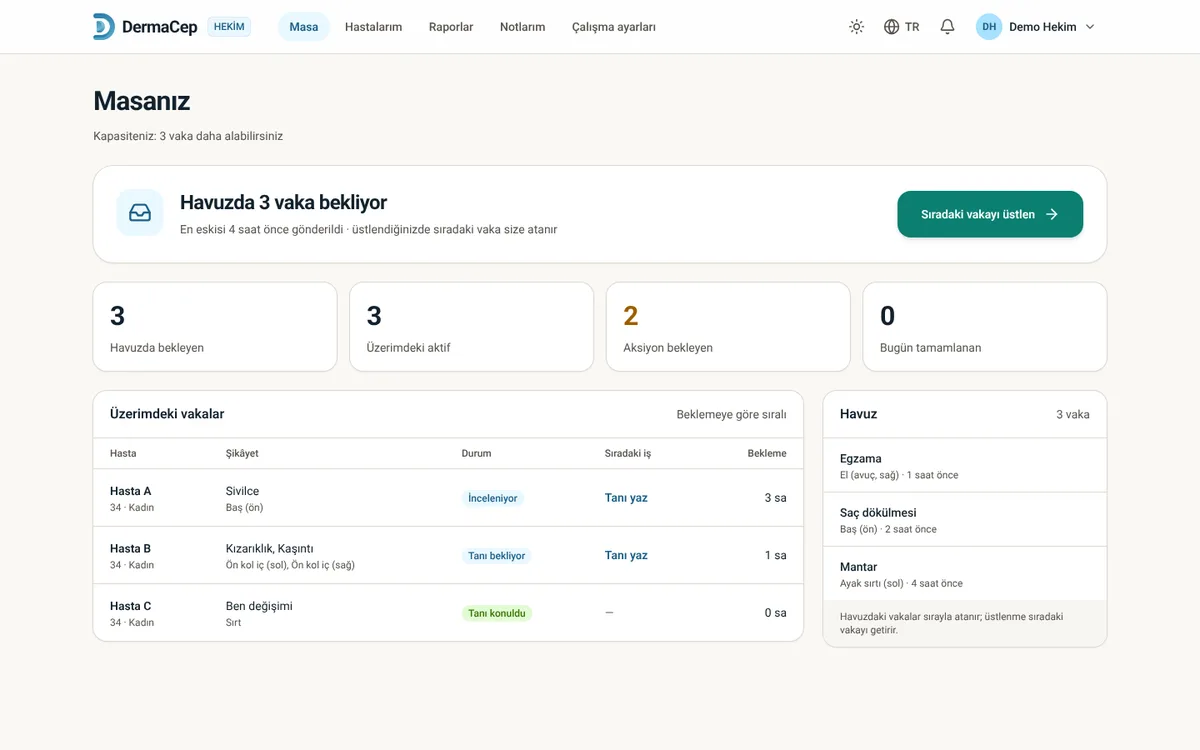 DermaCep HEKİM Masa Hastalarım Raporlar Notlarım Çalışma ayarları TR DH Demo Hekim
Masanız
Kapasiteniz: 3 vaka daha alabilirsiniz
Havuzda 3 vaka bekliyor
En eskisi 4 saat önce gönderildi · üstlendiğinizde sıradaki vaka size atanır
Sıradaki vakayı üstlen →
3
Havuzda bekleyen
3
Üzerimdeki aktif
2
Aksiyon bekleyen
0
Bugün tamamlanan
Üzerimdeki vakalar Beklemeye göre sıralı
Hasta Şikâyet Durum Sıradaki iş Bekleme
Hasta A Sivilce İnceleniyor Tanı yaz 3 sa
34 · Kadın Baş (ön)
Hasta B Kızarıklık, Kaşıntı Tanı bekliyor Tanı yaz 1 sa
34 · Kadın Ön kol iç (sol), Ön kol iç (sağ)
Hasta C Ben değişimi Tanı konuldu — 0 sa
34 · Kadın Sırt
Havuz 3 vaka
Egzama
El (avuç, sağ) · 1 saat önce
Saç dökülmesi
Baş (ön) · 2 saat önce
Mantar
Ayak sırtı (sol) · 4 saat önce
Havuzdaki vakalar sırayla atanır; üstlenme sıradaki
vakayı getirir.